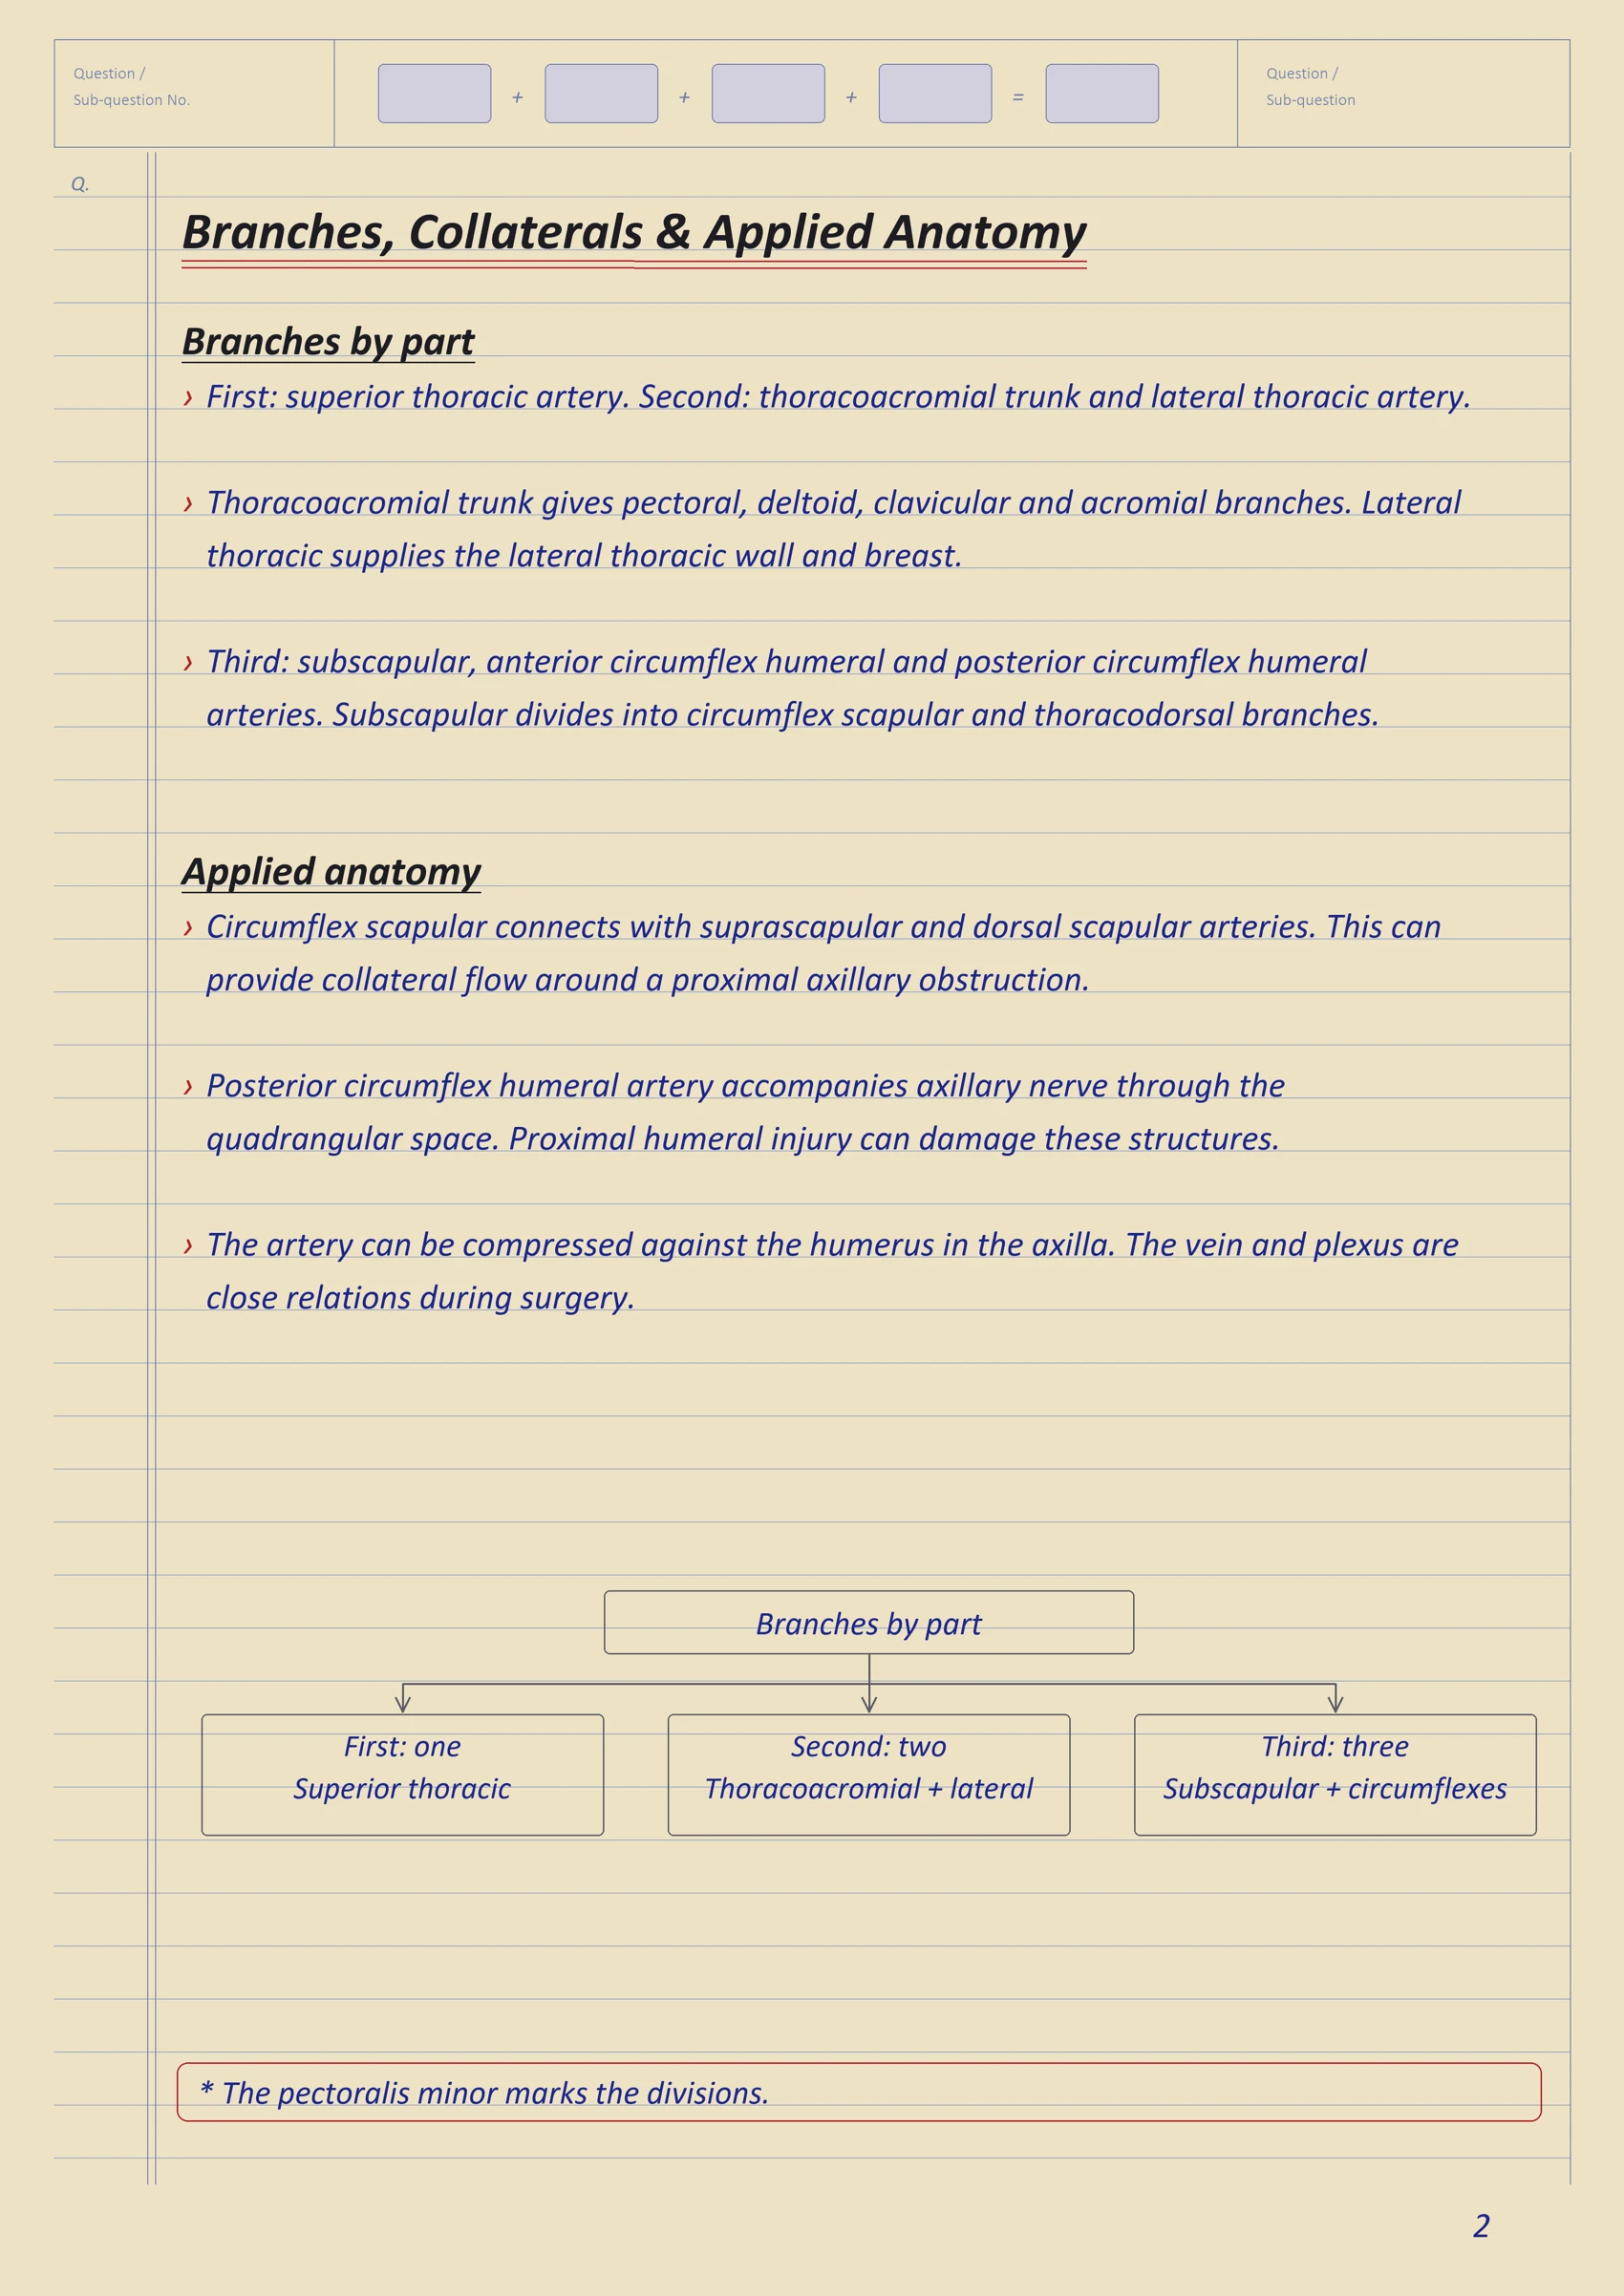 Question /
Sub-question No.
+ + + =
Question /
Sub-question
Q.
Branches, Collaterals & Applied Anatomy
Branches by part
› First: superior thoracic artery. Second: thoracoacromial trunk and lateral thoracic artery.
› Thoracoacromial trunk gives pectoral, deltoid, clavicular and acromial branches. Lateral
thoracic supplies the lateral thoracic wall and breast.
› Third: subscapular, anterior circumflex humeral and posterior circumflex humeral
arteries. Subscapular divides into circumflex scapular and thoracodorsal branches.
Applied anatomy
› Circumflex scapular connects with suprascapular and dorsal scapular arteries. This can
provide collateral flow around a proximal axillary obstruction.
› Posterior circumflex humeral artery accompanies axillary nerve through the
quadrangular space. Proximal humeral injury can damage these structures.
› The artery can be compressed against the humerus in the axilla. The vein and plexus are
close relations during surgery.
Branches by part
First: one
Superior thoracic
Second: two
Thoracoacromial + lateral
Third: three
Subscapular + circumflexes
* The pectoralis minor marks the divisions.
2